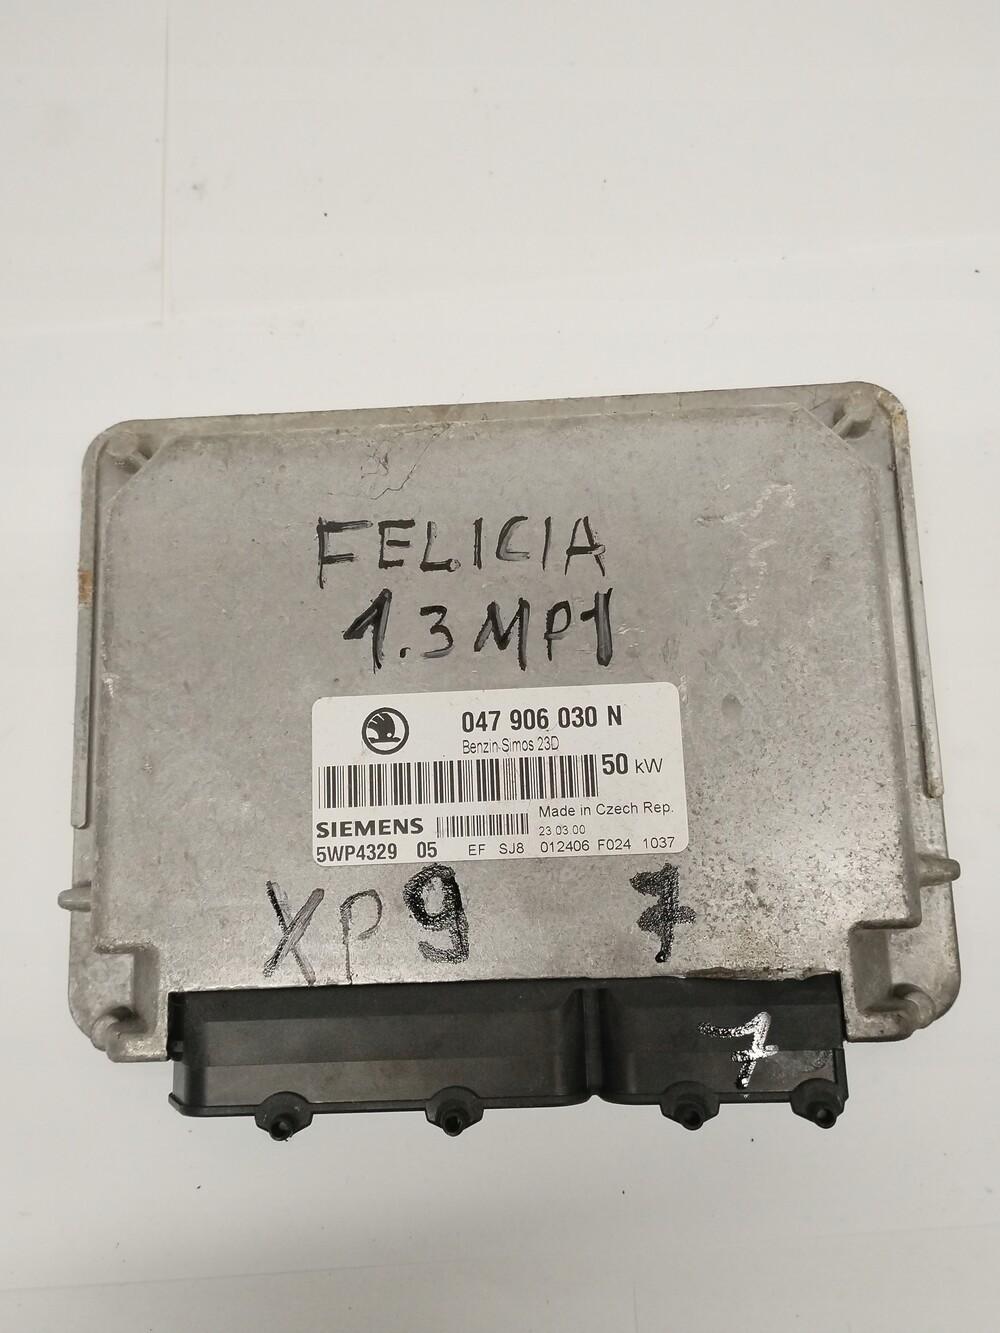 FELICIA
1.3 MPI
047 906 030 N
Benzin-Simos 23D
50 kW
SIEMENS
Made in Czech Rep.
23.03.00
5WP4329 05 EF SJ8 012406 F024 1037
XP9 7
7